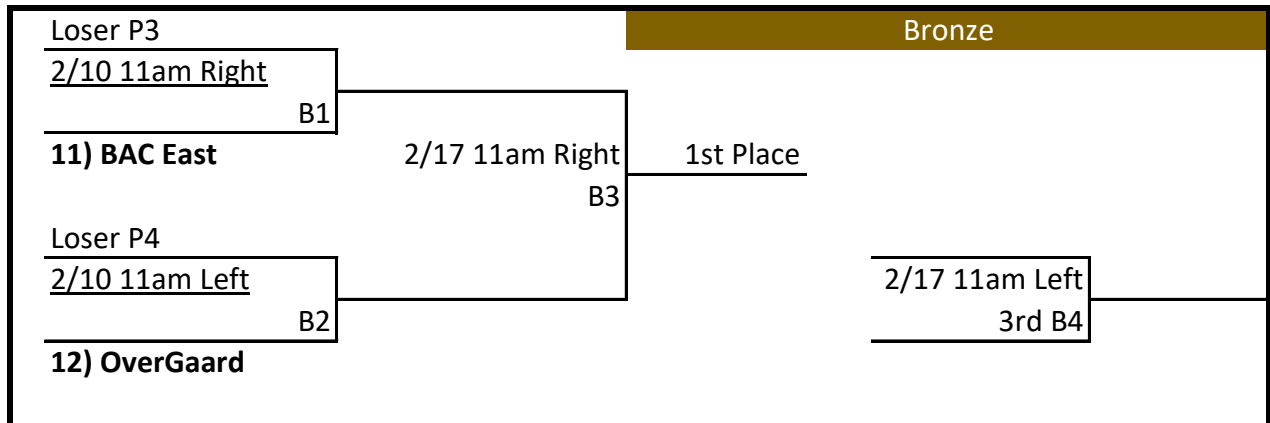 Loser P3
Bronze
2/10 11am Right
B1
11) BAC East
2/17 11am Right
1st Place
B3
Loser P4
2/10 11am Left
2/17 11am Left
B2
3rd B4
12) OverGaard